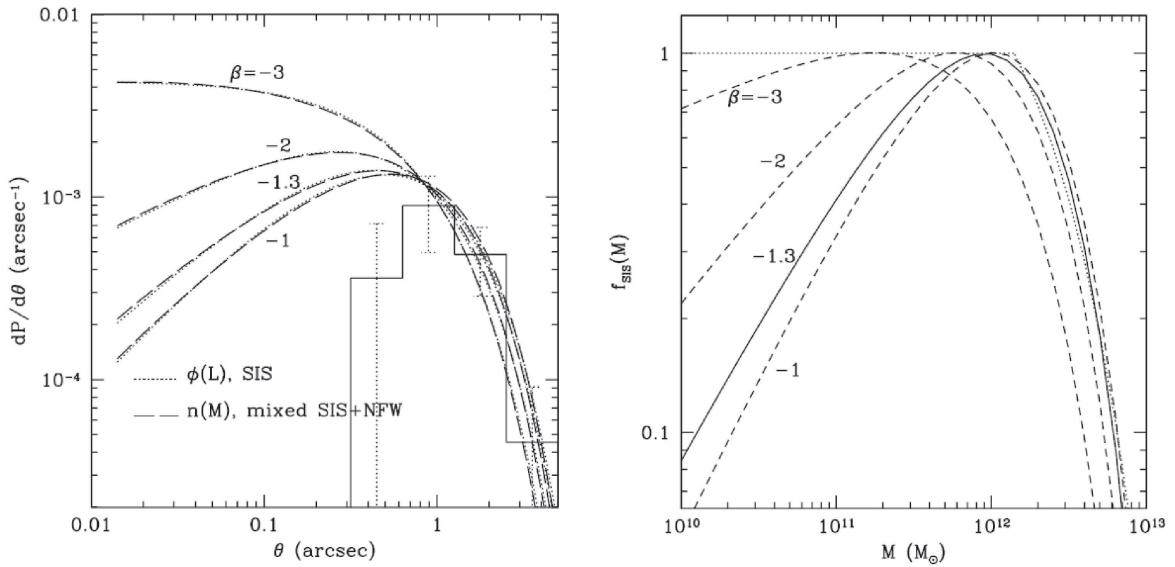 0.01
10⁻³
10⁻⁴
dP/dθ (arcsec⁻¹)
β=−3
−2
−1.3
−1
φ(L), SIS
n(M), mixed SIS+NFW
0.01 0.1 1
θ (arcsec)
1
0.1
f_SIS(M)
β=−3
−2
−1.3
−1
10¹⁰ 10¹¹ 10¹² 10¹³
M (M_⊙)